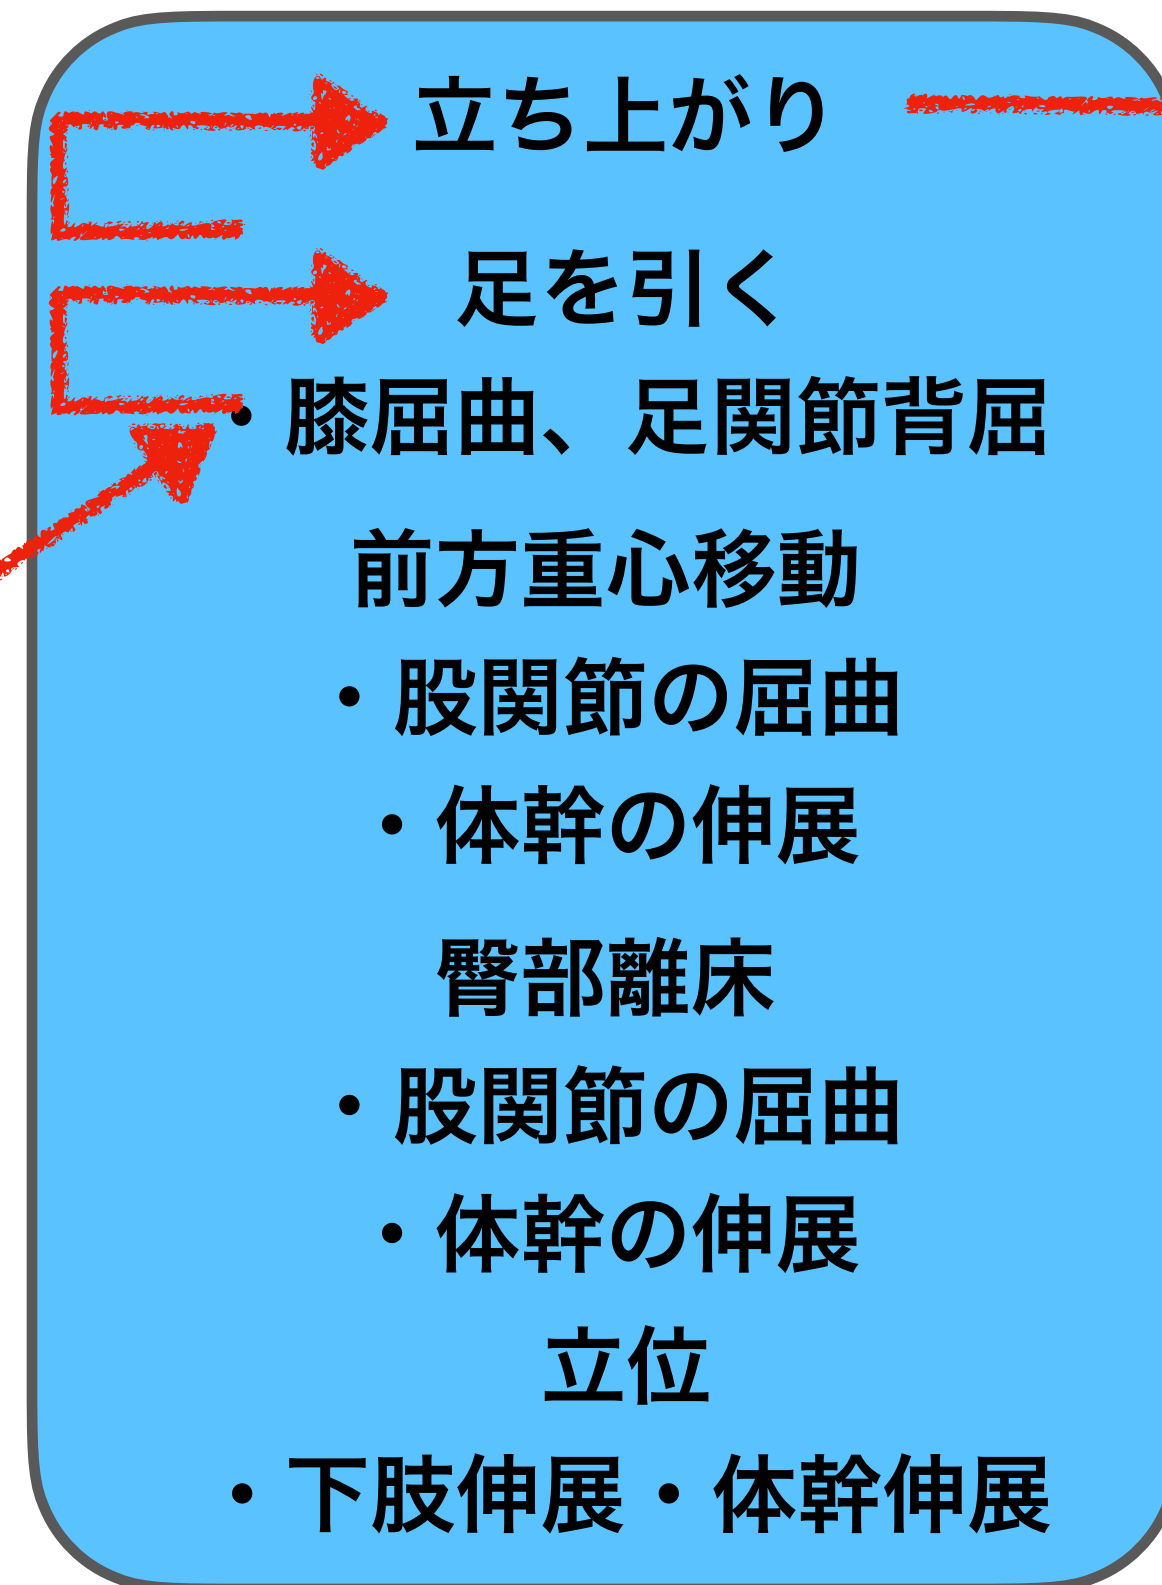 立ち上がり
足を引く
・膝屈曲、足関節背屈
前方重心移動
・股関節の屈曲
・体幹の伸展
臀部離床
・股関節の屈曲
・体幹の伸展
立位
・下肢伸展・体幹伸展